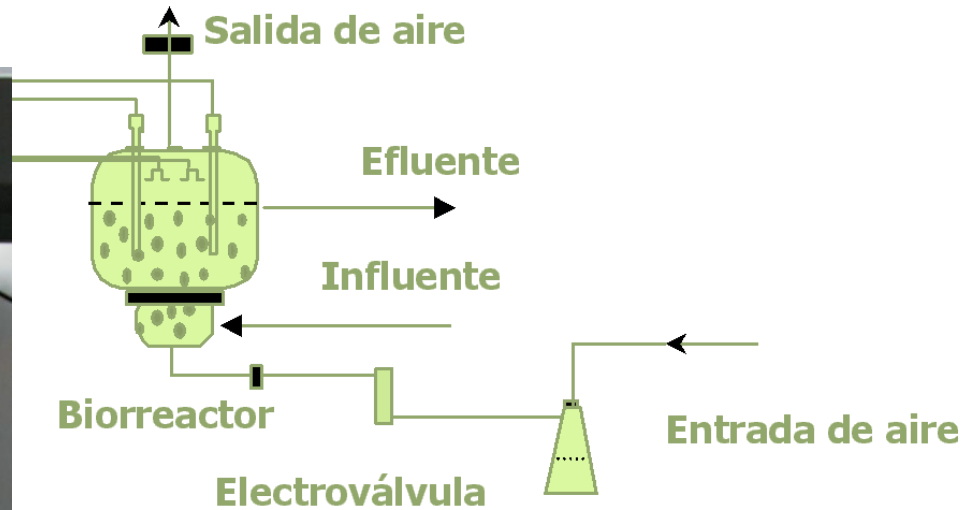 Salida de aire
Efluente
Influente
Biorreactor
Entrada de aire
Electroválvula